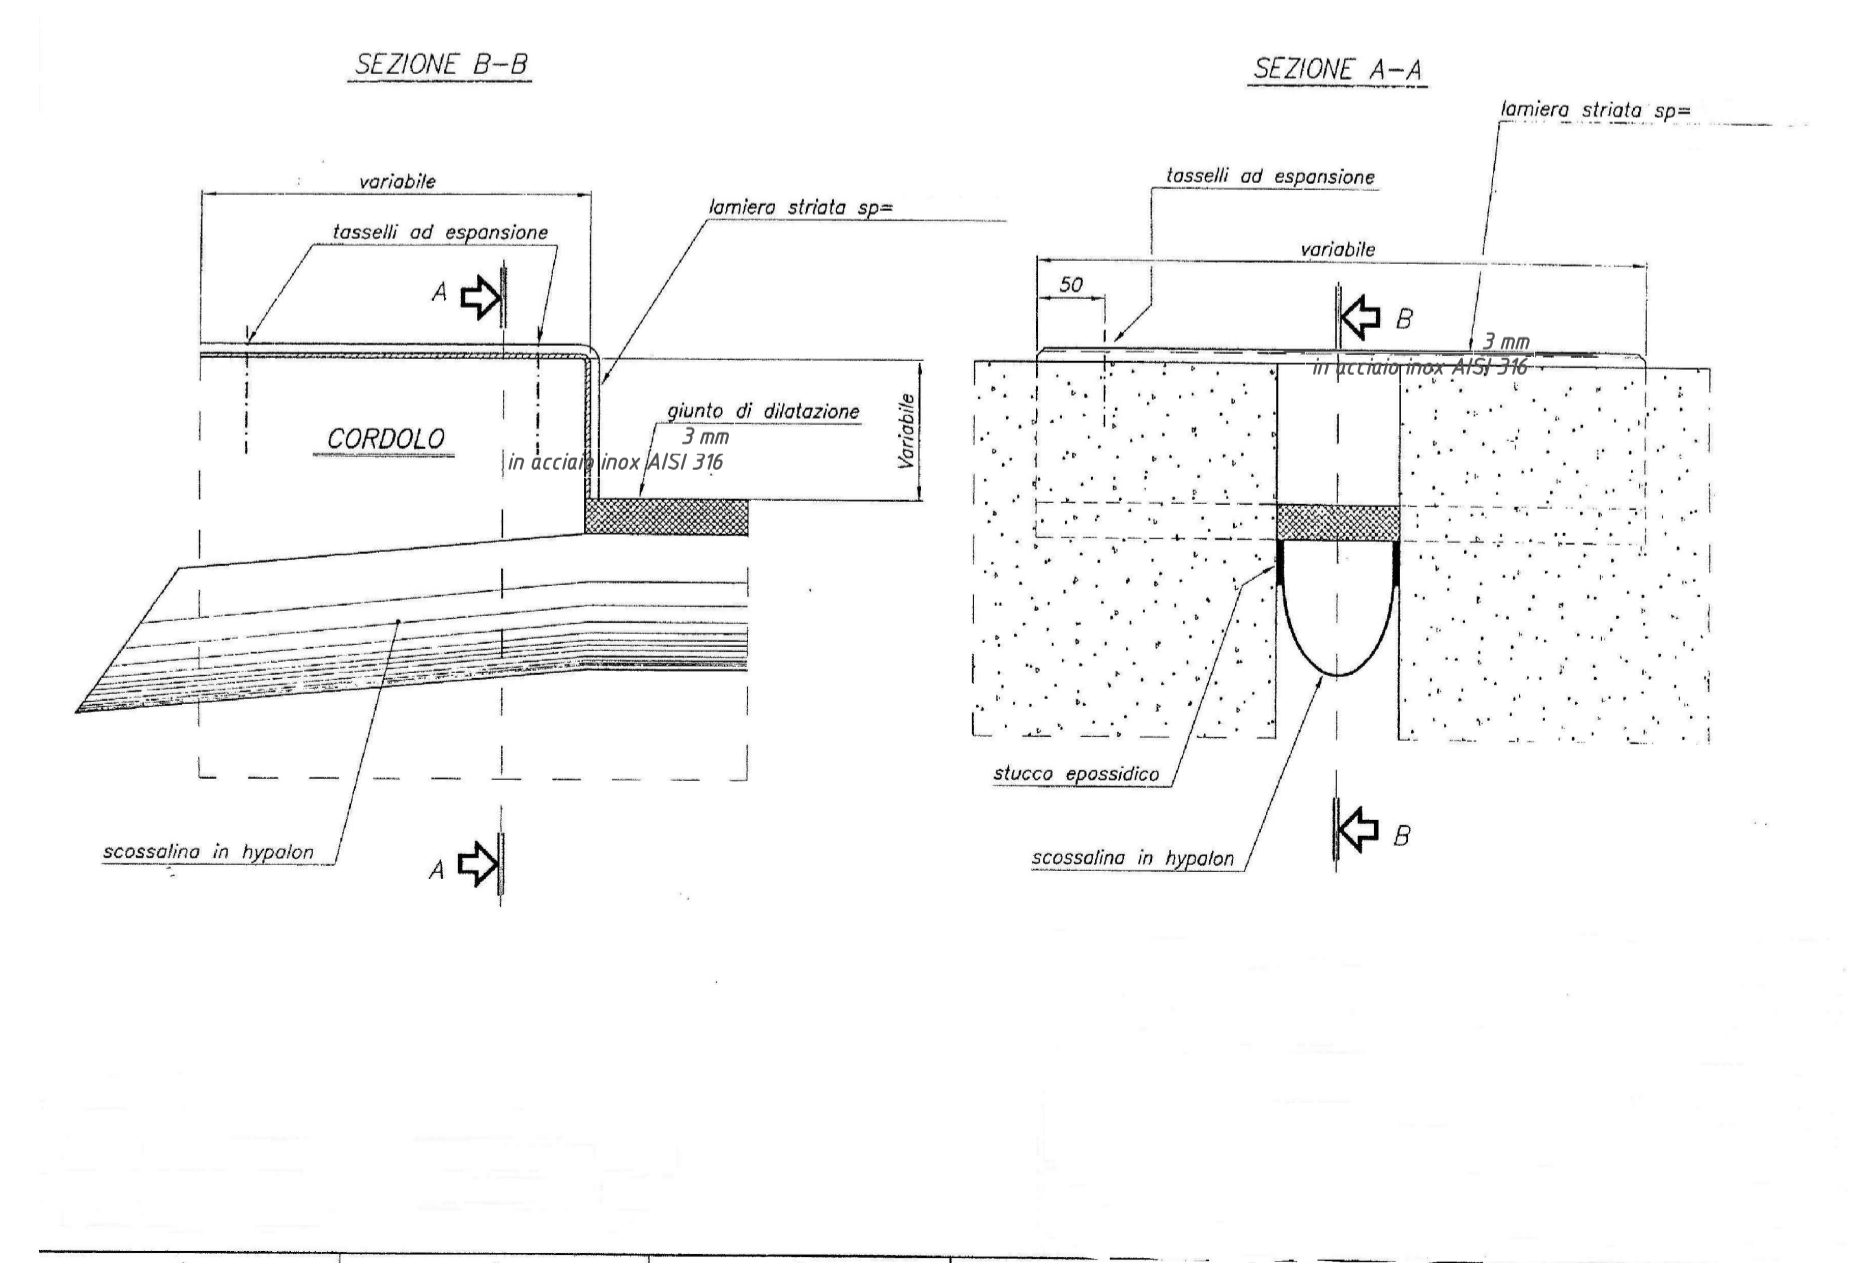 SEZIONE B-B
variabile
tasselli ad espansione
lamiera striata sp=
A
CORDOLO
giunto di dilatazione
3 mm
in acciaio inox AISI 316
Variabile
scossalina in hypalon
A
SEZIONE A-A
lamiera striata sp=
tasselli ad espansione
variabile
50
B
3 mm
in acciaio inox AISI 316
stucco epossidico
scossalina in hypalon
B